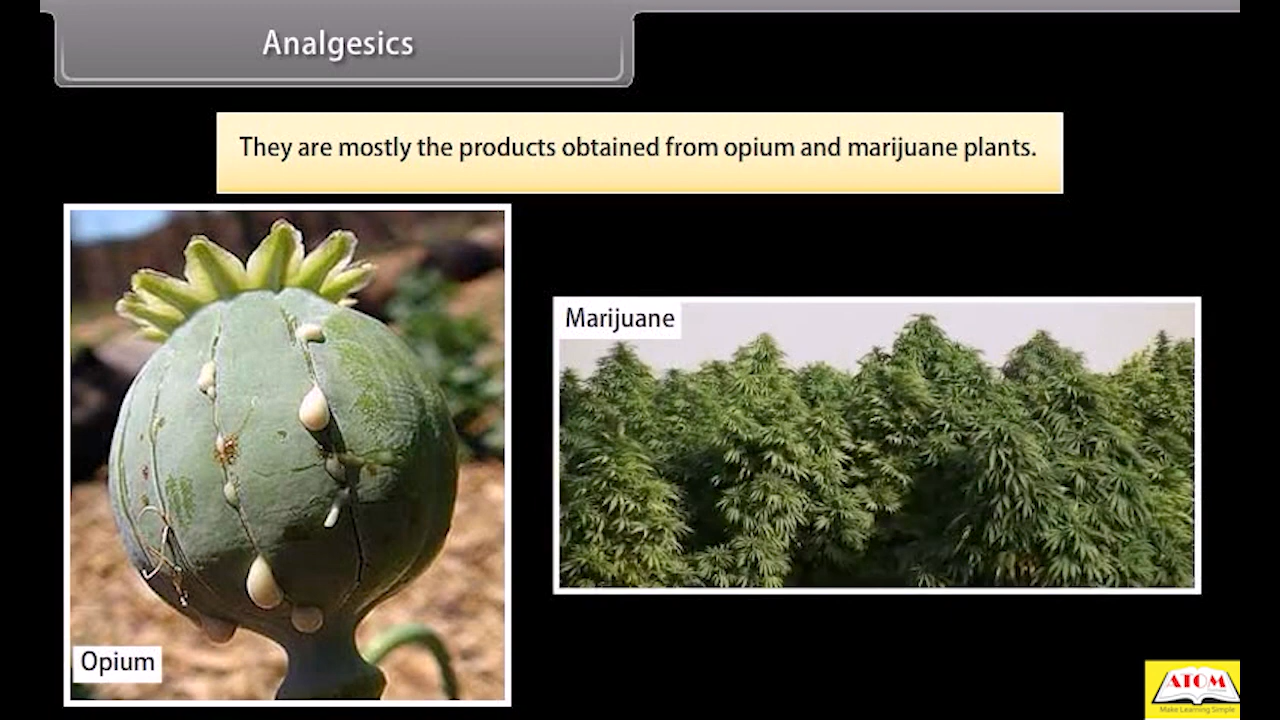 Analgesics
They are mostly the products obtained from opium and marijuane plants.
Marijuane
Opium
ATOM
Make Learning Simple